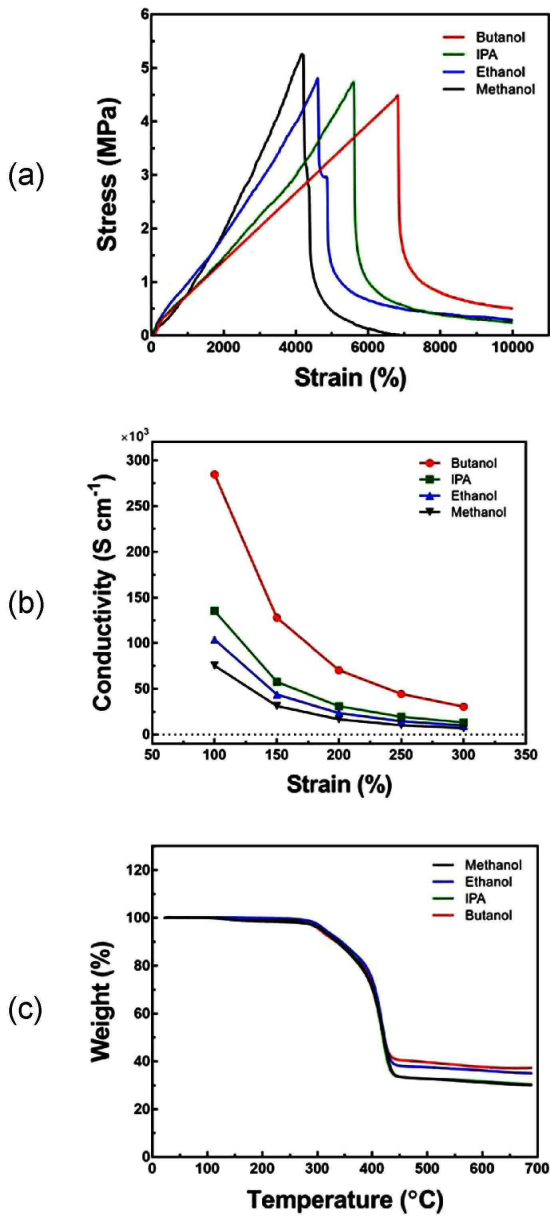 (a)
Stress (MPa)
6
5
4
3
2
1
0
Butanol
IPA
Ethanol
Methanol
0 2000 4000 6000 8000 10000
Strain (%)
(b)
×10³
Conductivity (S cm⁻¹)
300
250
200
150
100
50
0
Butanol
IPA
Ethanol
Methanol
50 100 150 200 250 300 350
Strain (%)
(c)
Weight (%)
120
100
80
60
40
20
0
Methanol
Ethanol
IPA
Butanol
0 100 200 300 400 500 600 700
Temperature (°C)